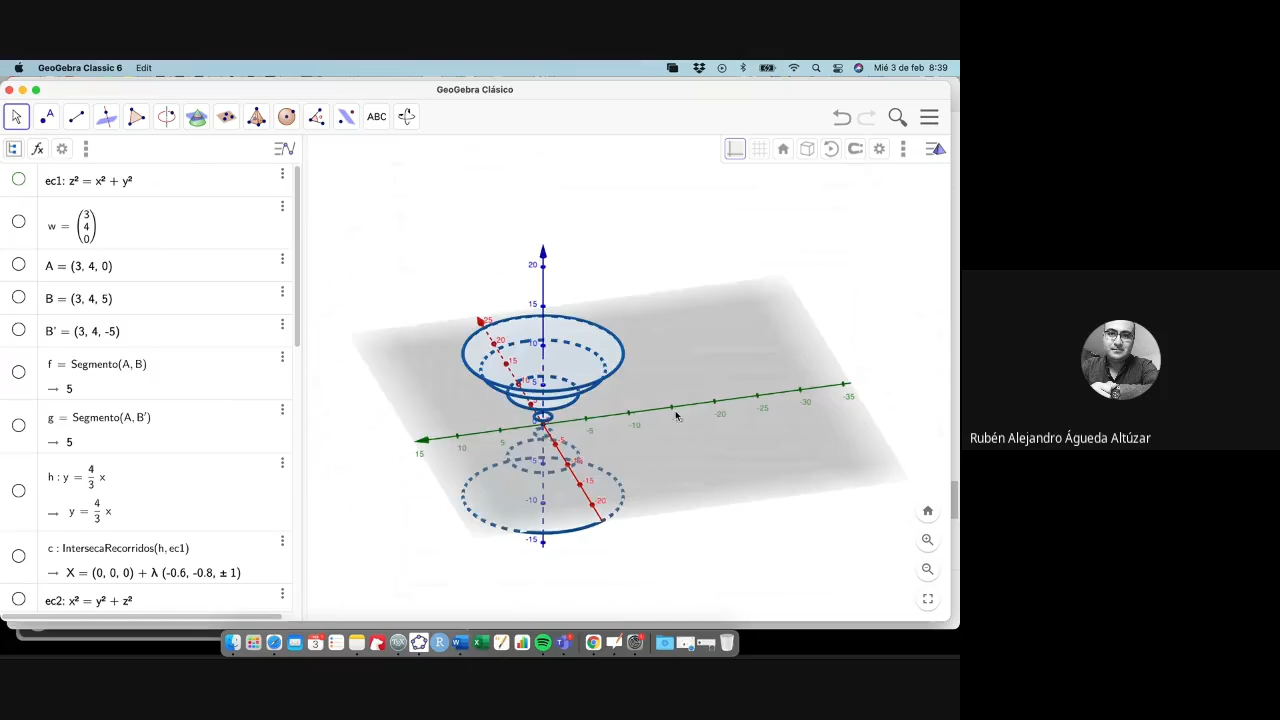 GeoGebra Classic 6 Edit
Mié 3 de feb 8:39
GeoGebra Clásico
ABC
ec1: z² = x² + y²
w = (3 4 0)
A = (3, 4, 0)
B = (3, 4, 5)
B' = (3, 4, -5)
f = Segmento(A, B)
→ 5
g = Segmento(A, B')
→ 5
h : y = 4/3 x
→ y = 4/3 x
c : IntersecaRecorridos(h, ec1)
→ X = (0, 0, 0) + λ (-0.6, -0.8, ± 1)
ec2: x² = y² + z²
20
15
10
5
-5
-10
-15
25
20
15
10
-5
-15
-20
15
10
5
-5
-10
-20
-25
-30
-35
Rubén Alejandro Águeda Altúzar